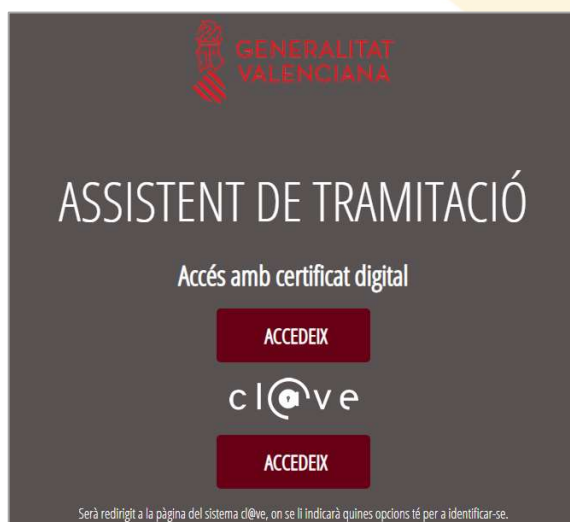 GENERALITAT
VALENCIANA
ASSISTENT DE TRAMITACIÓ
Accés amb certificat digital
ACCEDEIX
cl@ve
ACCEDEIX
Serà redirigit a la pàgina del sistema cl@ve, on se li indicarà quines opcions té per a identificar-se.